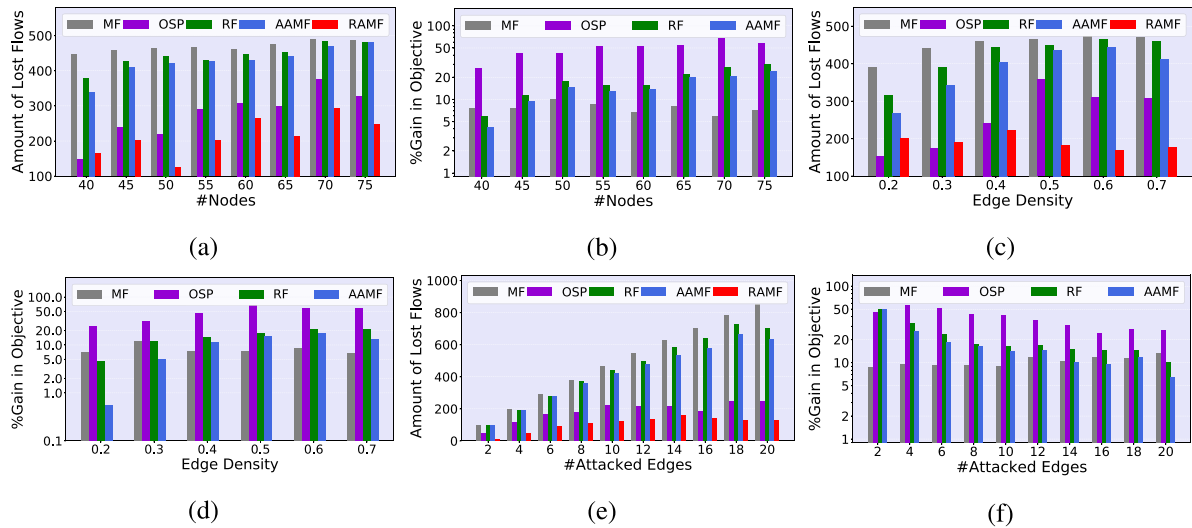 MF OSP RF AAMF RAMF
Amount of Lost Flows
500
400
300
200
100
40 45 50 55 60 65 70 75
#Nodes
(a)
MF OSP RF AAMF
%Gain in Objective
50
20
10
5
2
1
40 45 50 55 60 65 70 75
#Nodes
(b)
MF OSP RF AAMF RAMF
Amount of Lost Flows
500
400
300
200
100
0.2 0.3 0.4 0.5 0.6 0.7
Edge Density
(c)
MF OSP RF AAMF
%Gain in Objective
100.0
50.0
20.0
10.0
5.0
1.0
0.1
0.2 0.3 0.4 0.5 0.6 0.7
Edge Density
(d)
MF OSP RF AAMF RAMF
Amount of Lost Flows
1000
800
600
400
200
0
2 4 6 8 10 12 14 16 18 20
#Attacked Edges
(e)
MF OSP RF AAMF
%Gain in Objective
100
50
20
10
5
2
1
2 4 6 8 10 12 14 16 18 20
#Attacked Edges
(f)